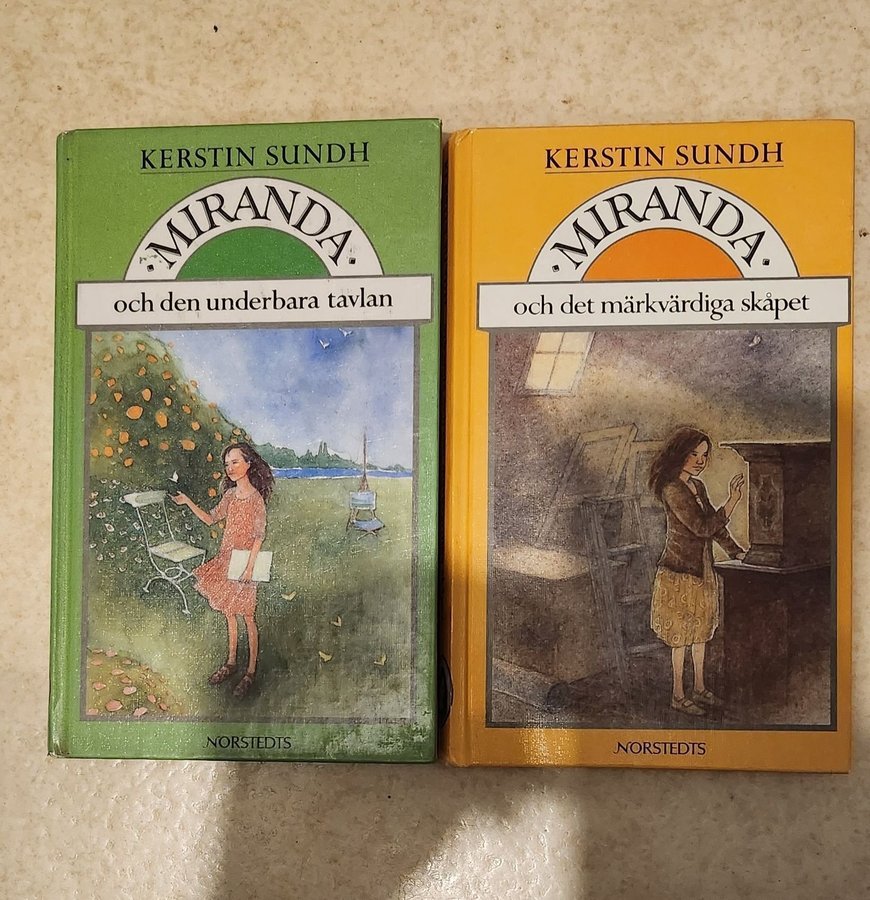 KERSTIN SUNDH
·MIRANDA·
och den underbara tavlan
NORSTEDTS
KERSTIN SUNDH
·MIRANDA·
och det märkvärdiga skåpet
NORSTEDTS